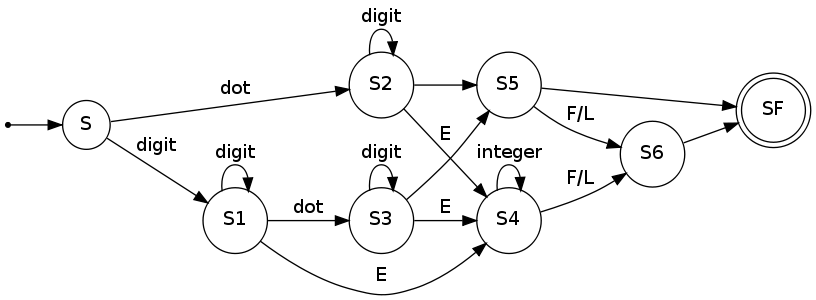 digit
dot
S2
S5
SF
S
digit
E
F/L
S6
digit
digit
integer
F/L
S1
dot
S3
E
S4
E